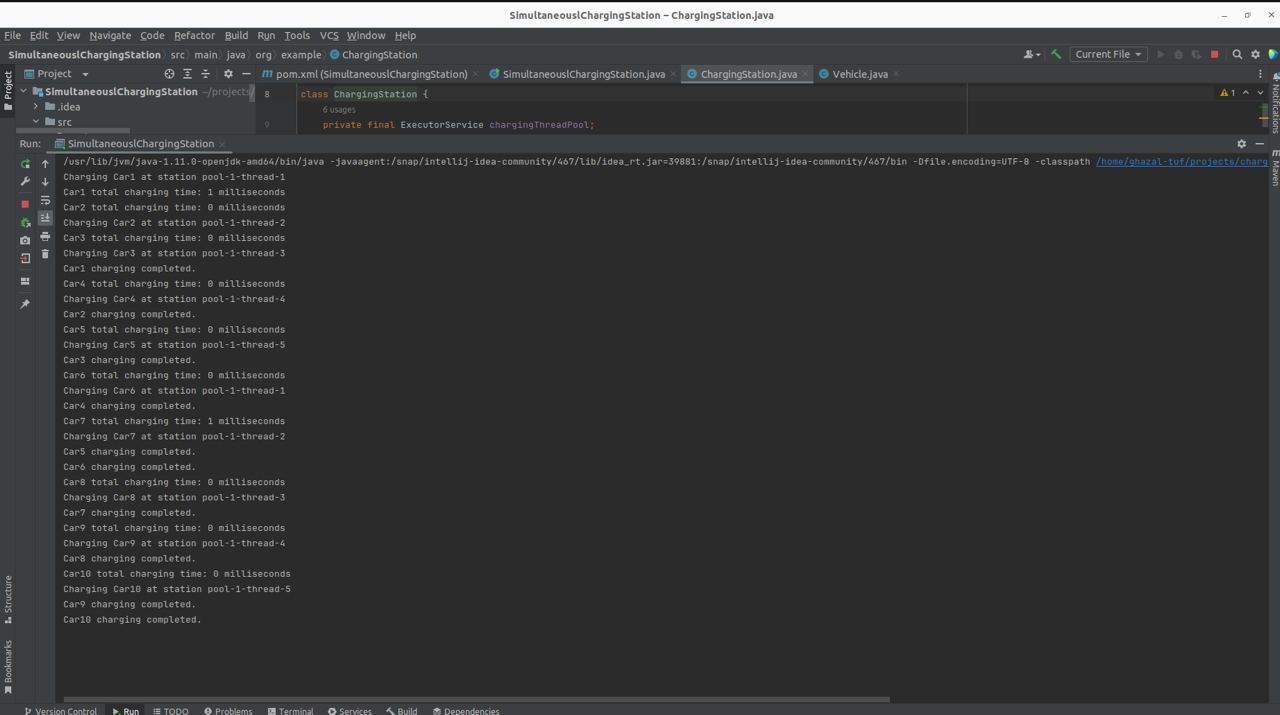 SimultaneouslChargingStation – ChargingStation.java
File Edit View Navigate Code Refactor Build Run Tools VCS Window Help
SimultaneouslChargingStation src main java org example ChargingStation
Current File
Project
pom.xml (SimultaneouslChargingStation) SimultaneouslChargingStation.java ChargingStation.java Vehicle.java
Project
Notifications
Maven
SimultaneouslChargingStation ~/projects/
.idea
src
8 class ChargingStation {
1
6 usages
9 private final ExecutorService chargingThreadPool;
Run: SimultaneouslChargingStation
/usr/lib/jvm/java-1.11.0-openjdk-amd64/bin/java -javaagent:/snap/intellij-idea-community/467/lib/idea_rt.jar=39881:/snap/intellij-idea-community/467/bin -Dfile.encoding=UTF-8 -classpath /home/ghazal-tuf/projects/charg
Charging Car1 at station pool-1-thread-1
Car1 total charging time: 1 milliseconds
Car2 total charging time: 0 milliseconds
Charging Car2 at station pool-1-thread-2
Car3 total charging time: 0 milliseconds
Charging Car3 at station pool-1-thread-3
Car1 charging completed.
Car4 total charging time: 0 milliseconds
Charging Car4 at station pool-1-thread-4
Car2 charging completed.
Car5 total charging time: 0 milliseconds
Charging Car5 at station pool-1-thread-5
Car3 charging completed.
Car6 total charging time: 0 milliseconds
Charging Car6 at station pool-1-thread-1
Car4 charging completed.
Car7 total charging time: 1 milliseconds
Charging Car7 at station pool-1-thread-2
Car5 charging completed.
Car6 charging completed.
Car8 total charging time: 0 milliseconds
Charging Car8 at station pool-1-thread-3
Car7 charging completed.
Car9 total charging time: 0 milliseconds
Charging Car9 at station pool-1-thread-4
Car8 charging completed.
Car10 total charging time: 0 milliseconds
Charging Car10 at station pool-1-thread-5
Car9 charging completed.
Car10 charging completed.
Structure
Bookmarks
Version Control Run TODO Problems Terminal Services Build Dependencies